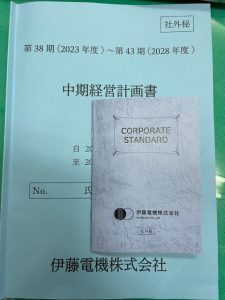 社外秘
第38期(2023年度)~第43期(2028年度)
中期経営計画書
自 20
至 20
No. 氏
CORPORATE
STANDARD
伊藤電機株式会社
社外秘
伊藤電機株式会社